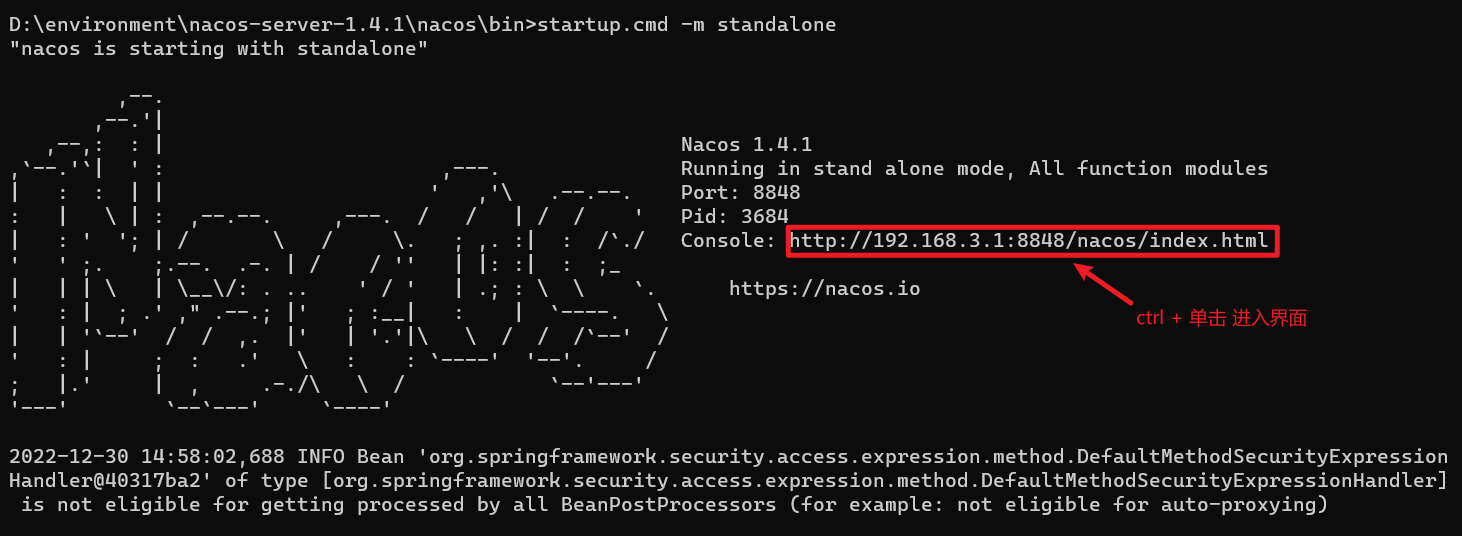 D:\environment\nacos-server-1.4.1\nacos\bin>startup.cmd -m standalone
"nacos is starting with standalone"
Nacos 1.4.1
Running in stand alone mode, All function modules
Port: 8848
Pid: 3684
Console: http://192.168.3.1:8848/nacos/index.html
https://nacos.io
ctrl + 单击 进入界面
2022-12-30 14:58:02,688 INFO Bean 'org.springframework.security.access.expression.method.DefaultMethodSecurityExpression
Handler@40317ba2' of type [org.springframework.security.access.expression.method.DefaultMethodSecurityExpressionHandler]
is not eligible for getting processed by all BeanPostProcessors (for example: not eligible for auto-proxying)